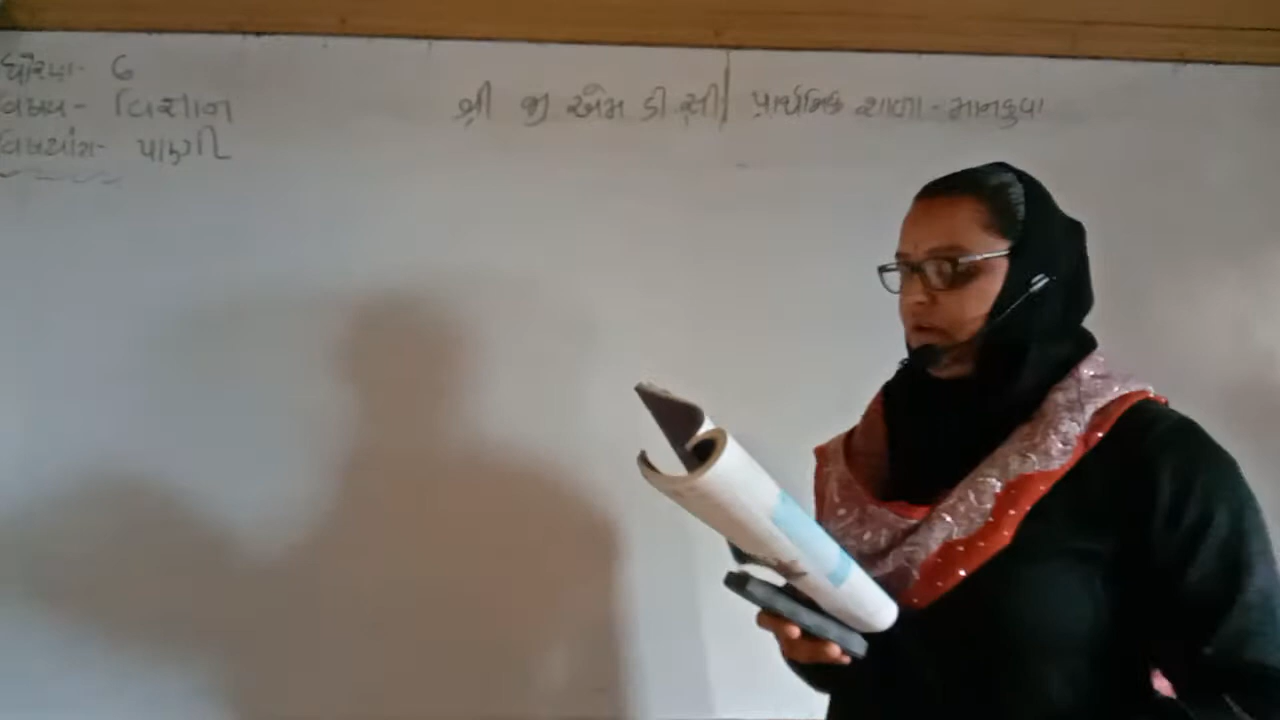 ધોરણ- 6
વિષય- વિજ્ઞાન
વિષયાંગ- પાણી
શ્રી જી એમ ડી.સી પ્રાથમિક શાળા - માનકુવા